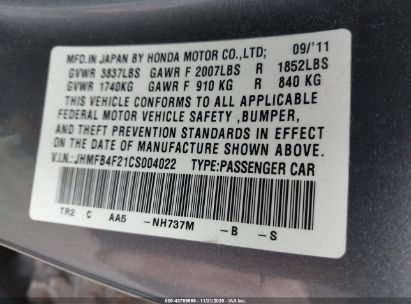 MFD.IN JAPAN BY HONDA MOTOR CO.,LTD; 09/'11
GVWR 3837LBS GAWR F 2007LBS R 1852LBS
GVWR 1740KG GAWR F 910 KG R 840 KG
THIS VEHICLE CONFORMS TO ALL APPLICABLE
FEDERAL MOTOR VEHICLE SAFETY ,BUMPER,
AND THEFT PREVENTION STANDARDS IN EFFECT
ON THE DATE OF MANUFACTURE SHOWN ABOVE.
V.I.N.:JHMFB4F21CS004022 TYPE:PASSENGER CAR
TR2 C AA5 -NH737M -B -S